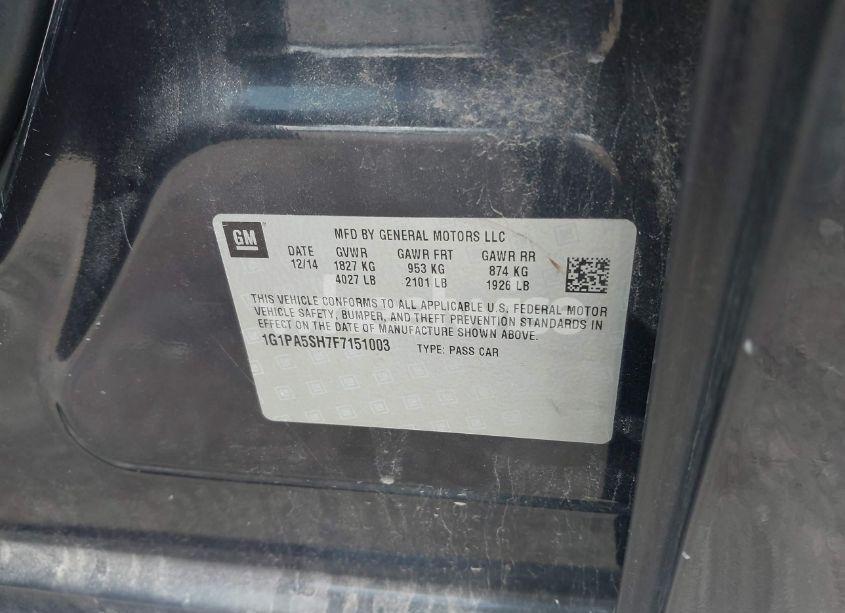 GM
MFD BY GENERAL MOTORS LLC
DATE GVWR GAWR FRT GAWR RR
12/14 1827 KG 953 KG 874 KG
4027 LB 2101 LB 1926 LB
THIS VEHICLE CONFORMS TO ALL APPLICABLE U.S. FEDERAL MOTOR
VEHICLE SAFETY, BUMPER, AND THEFT PREVENTION STANDARDS IN
EFFECT ON THE DATE OF MANUFACTURE SHOWN ABOVE.
1G1PA5SH7F7151003 TYPE: PASS CAR